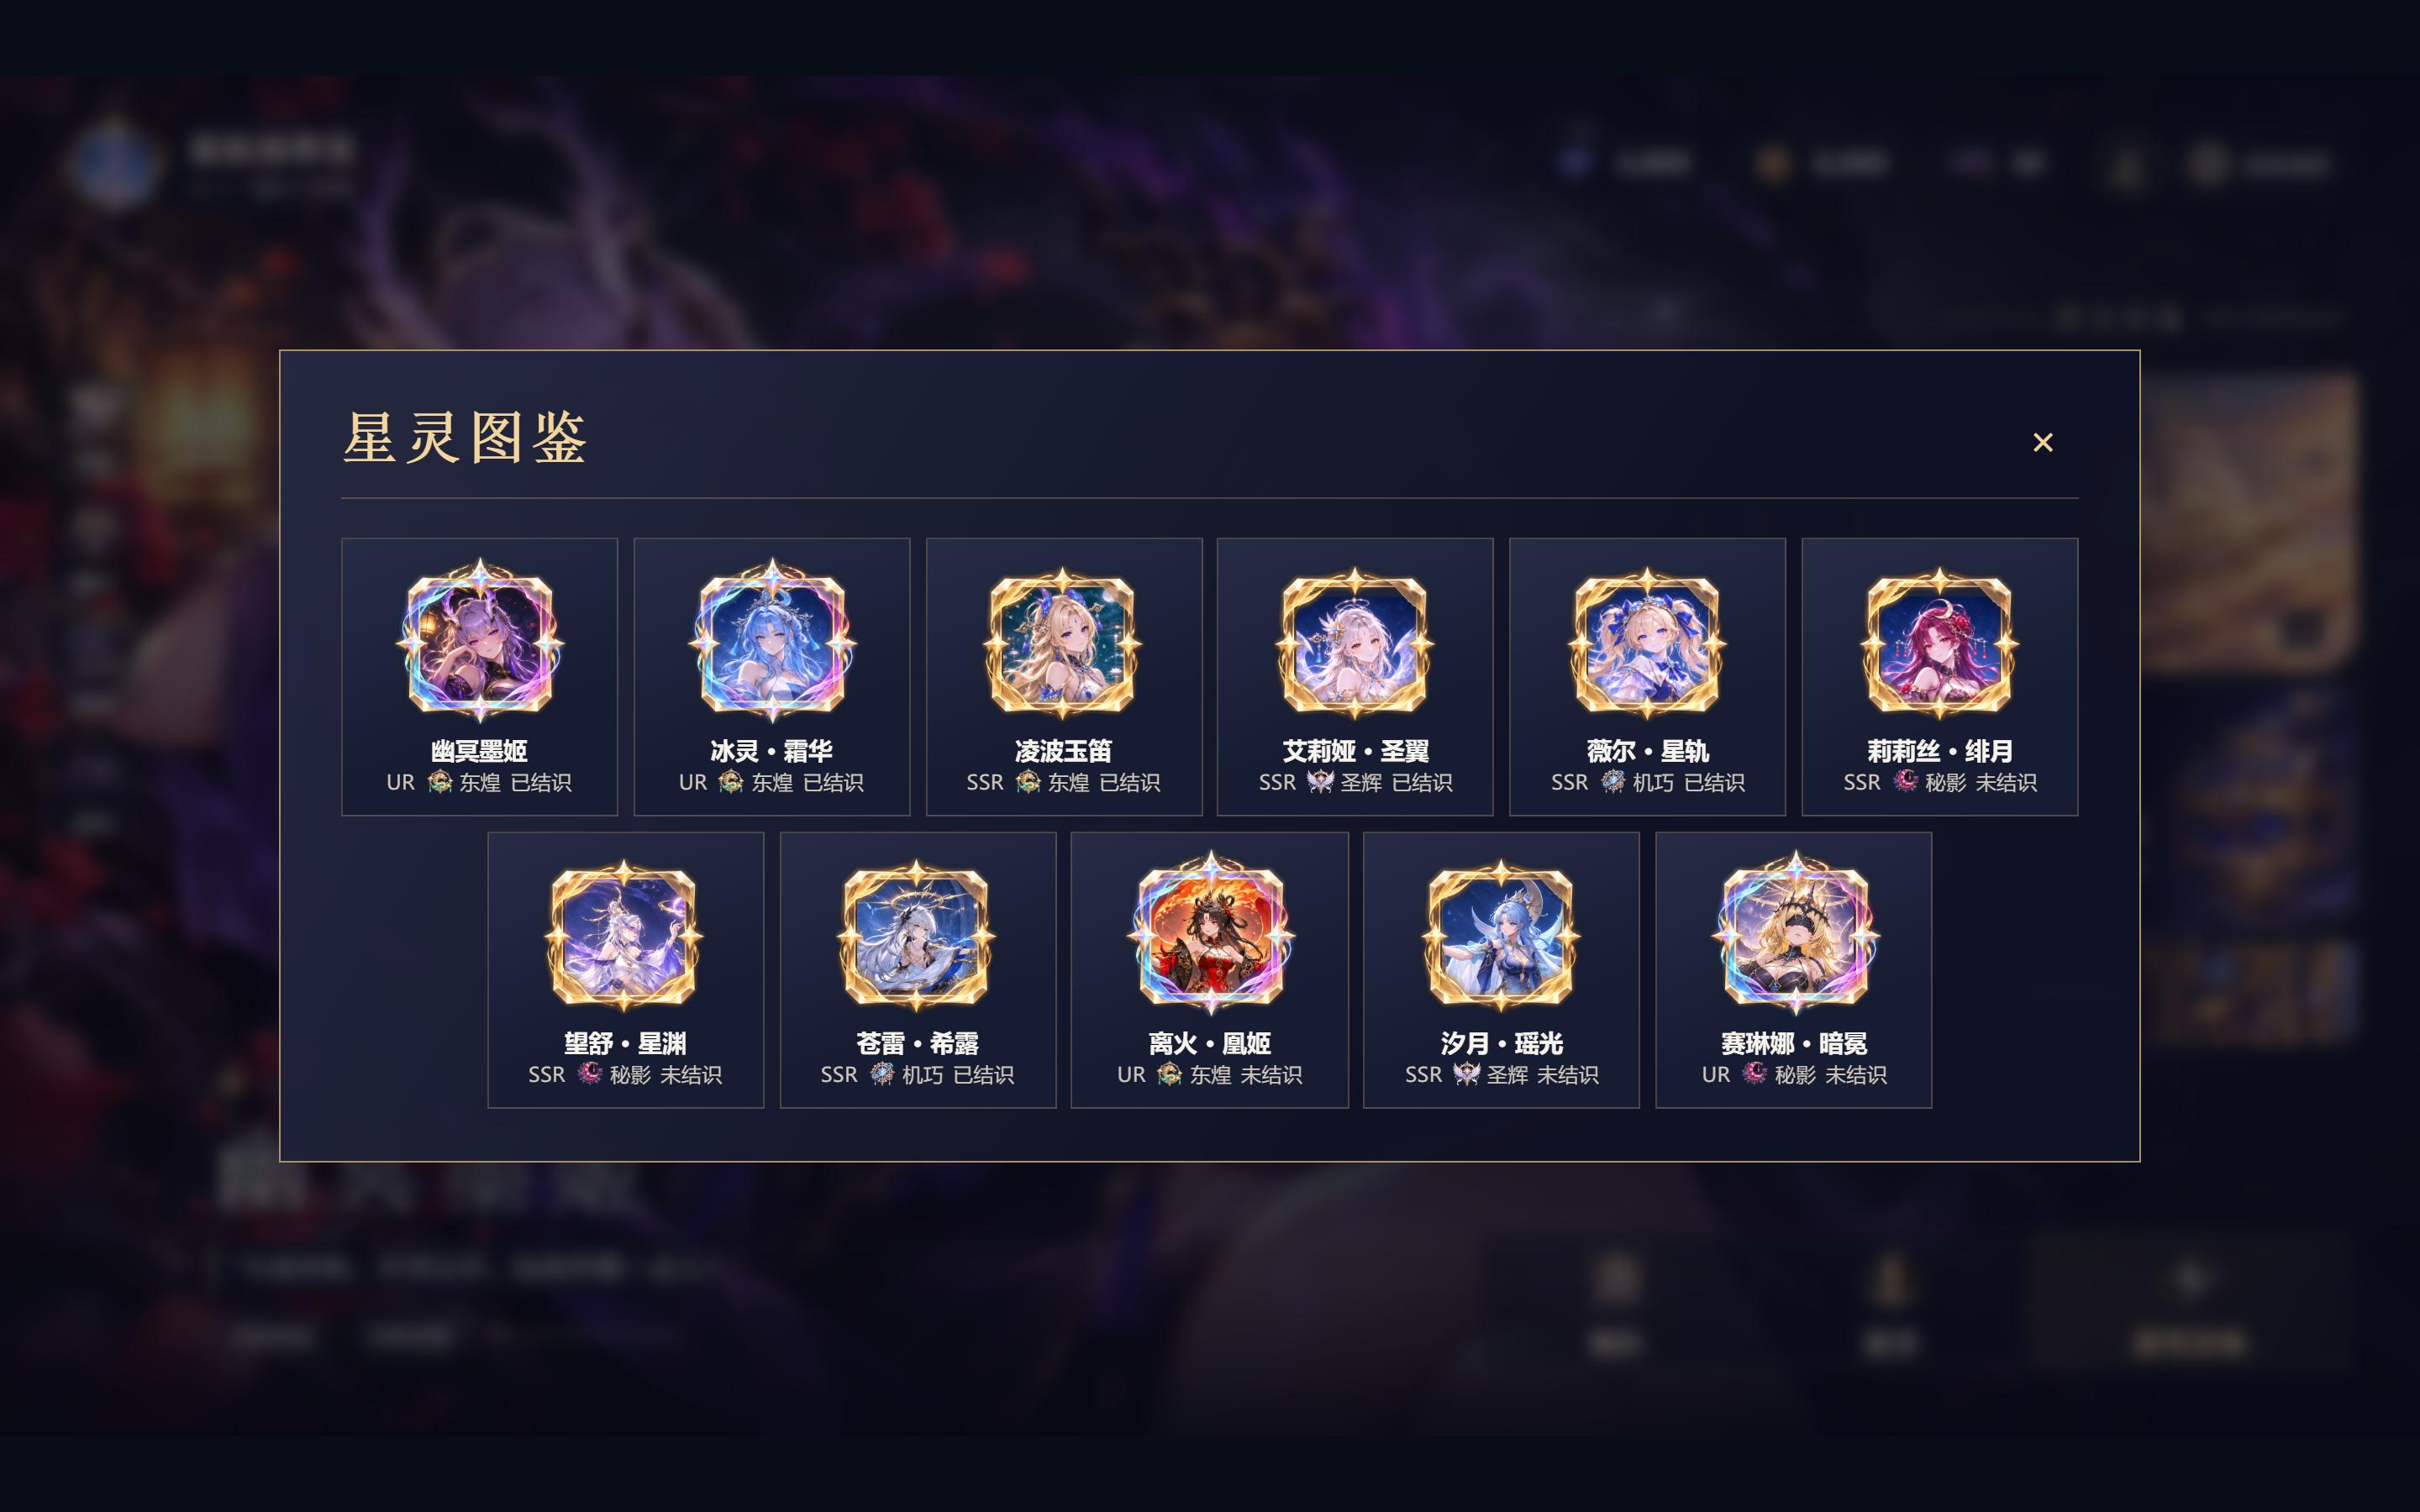 星灵图鉴
×
幽冥墨姬
UR 东煌 已结识
冰灵・霜华
UR 东煌 已结识
凌波玉笛
SSR 东煌 已结识
艾莉娅・圣翼
SSR 圣辉 已结识
薇尔・星轨
SSR 机巧 已结识
莉莉丝・绯月
SSR 秘影 未结识
望舒・星渊
SSR 秘影 未结识
苍雷・希露
SSR 机巧 已结识
离火・凰姬
UR 东煌 未结识
汐月・瑶光
SSR 圣辉 未结识
赛琳娜・暗冕
UR 秘影 未结识